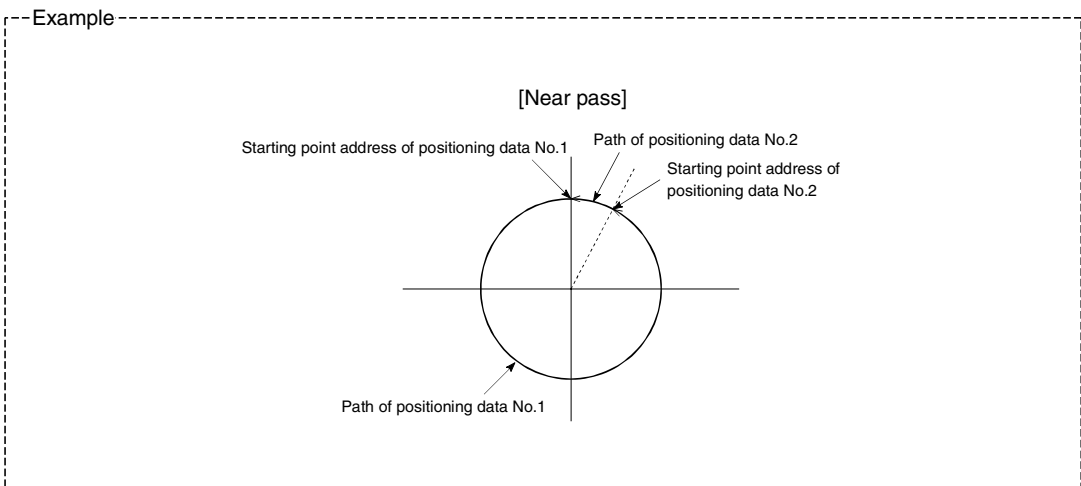 Example
[Near pass]
Starting point address of positioning data No.1
Path of positioning data No.2
Starting point address of
positioning data No.2
Path of positioning data No.1